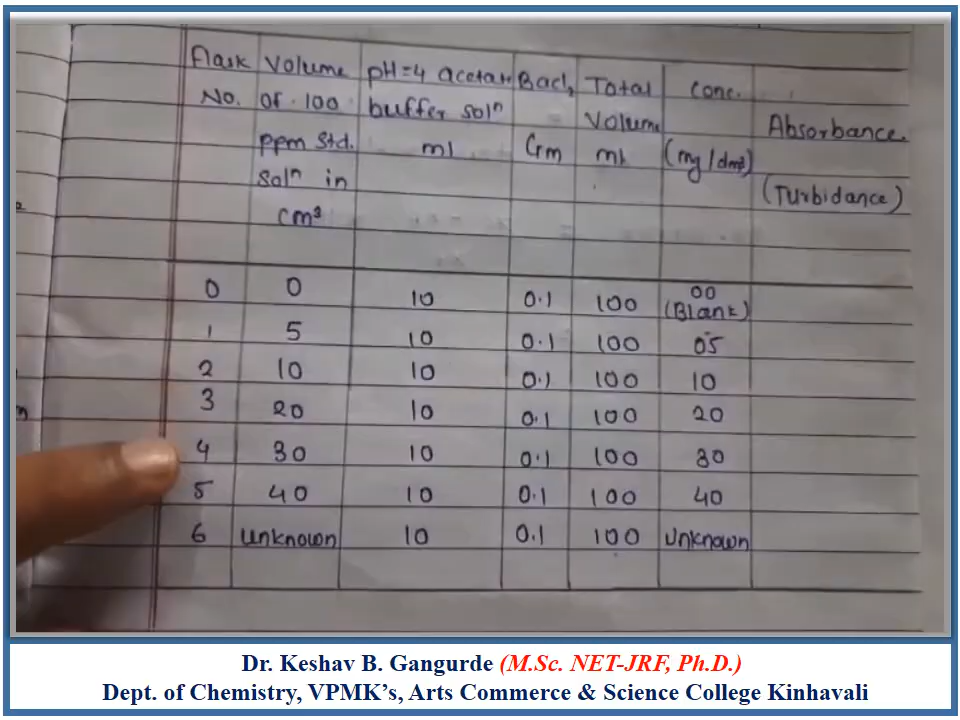 Flask No. | Volume of 100 ppm Std. solⁿ in cm³ | pH=4 acetate buffer solⁿ ml | Bacl₂ Gm | Total Volume ml | conc. (mg/dm³) | Absorbance. (Turbidance)
0 | 0 | 10 | 0.1 | 100 | 00 (Blank)
1 | 5 | 10 | 0.1 | 100 | 05
2 | 10 | 10 | 0.1 | 100 | 10
3 | 20 | 10 | 0.1 | 100 | 20
4 | 30 | 10 | 0.1 | 100 | 30
5 | 40 | 10 | 0.1 | 100 | 40
6 | Unknown | 10 | 0.1 | 100 | Unknown
Dr. Keshav B. Gangurde (M.Sc. NET-JRF, Ph.D.)
Dept. of Chemistry, VPMK's, Arts Commerce & Science College Kinhavali